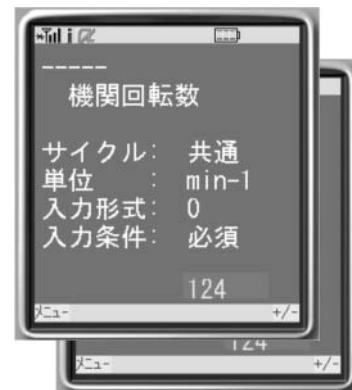 -----
機関回転数
サイクル： 共通
単位　　： min-1
入力形式： 0
入力条件： 必須
124
メニュー +/-
124
メニュー +/-